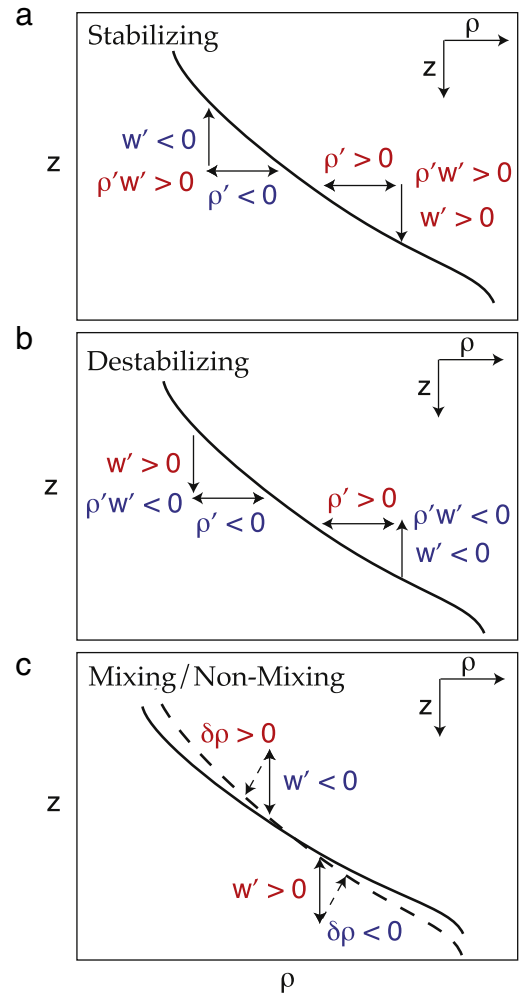 a
Stabilizing
ρ
z
w' < 0
z
ρ'w' > 0
ρ' < 0
ρ' > 0
ρ'w' > 0
w' > 0
b
Destabilizing
ρ
z
w' > 0
z
ρ'w' < 0
ρ' < 0
ρ' > 0
ρ'w' < 0
w' < 0
c
Mixing/Non-Mixing
ρ
z
δρ > 0
w' < 0
z
w' > 0
δρ < 0
ρ